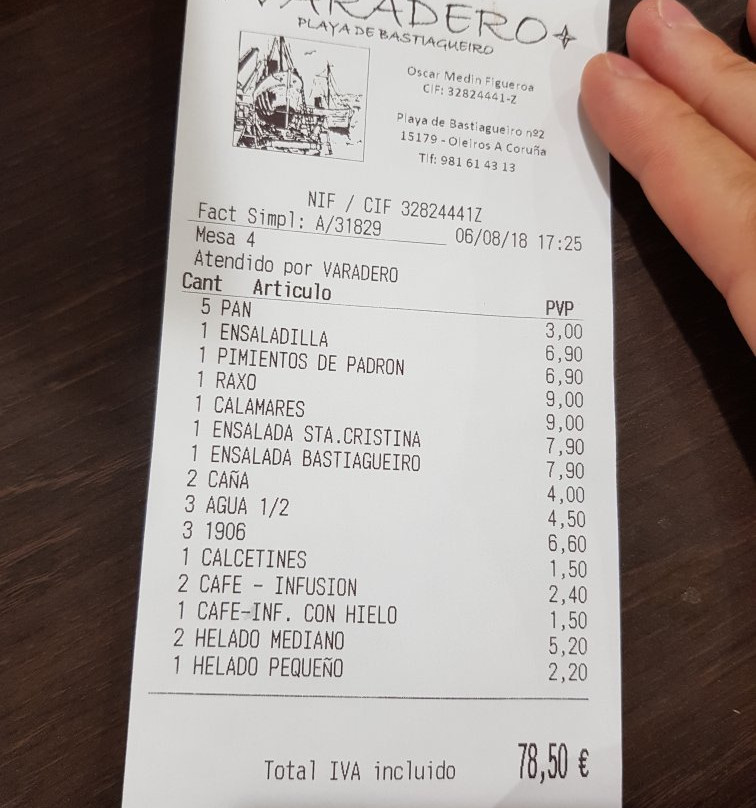 VARADERO
PLAYA DE BASTIAGUEIRO
Oscar Medin Figueroa
CIF: 32824441-Z
Playa de Bastiagueiro nº2
15179 - Oleiros A Coruña
Tlf: 981 61 43 13
NIF / CIF 32824441Z
Fact Simpl: A/31829 06/08/18 17:25
Mesa 4
Atendido por VARADERO
Cant Articulo PVP
5 PAN 3,00
1 ENSALADILLA 6,90
1 PIMIENTOS DE PADRON 6,90
1 RAXO 9,00
1 CALAMARES 9,00
1 ENSALADA STA.CRISTINA 7,90
1 ENSALADA BASTIAGUEIRO 7,90
2 CAÑA 4,00
3 AGUA 1/2 4,50
3 1906 6,60
1 CALCETINES 1,50
2 CAFE - INFUSION 2,40
1 CAFE-INF. CON HIELO 1,50
2 HELADO MEDIANO 5,20
1 HELADO PEQUEÑO 2,20
Total IVA incluido 78,50 €